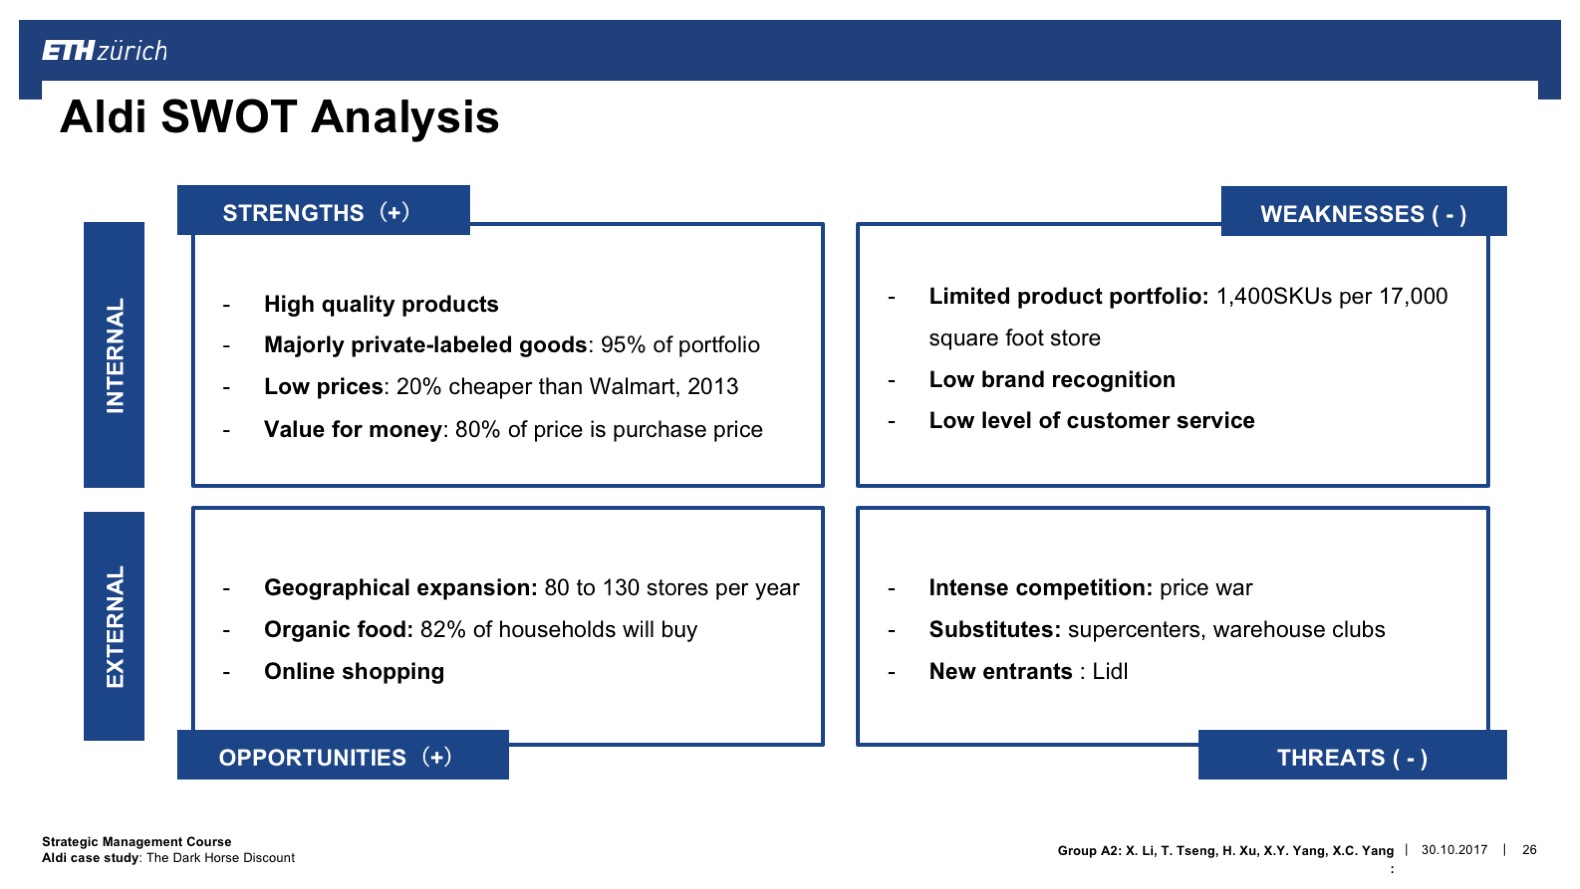 ETH zürich
Aldi SWOT Analysis
STRENGTHS （+）
WEAKNESSES ( - )
INTERNAL
- High quality products
- Majorly private-labeled goods: 95% of portfolio
- Low prices: 20% cheaper than Walmart, 2013
- Value for money: 80% of price is purchase price
- Limited product portfolio: 1,400SKUs per 17,000
square foot store
- Low brand recognition
- Low level of customer service
EXTERNAL
- Geographical expansion: 80 to 130 stores per year
- Organic food: 82% of households will buy
- Online shopping
- Intense competition: price war
- Substitutes: supercenters, warehouse clubs
- New entrants : Lidl
OPPORTUNITIES （+）
THREATS ( - )
Strategic Management Course
Aldi case study: The Dark Horse Discount
Group A2: X. Li, T. Tseng, H. Xu, X.Y. Yang, X.C. Yang | 30.10.2017 | 26
: